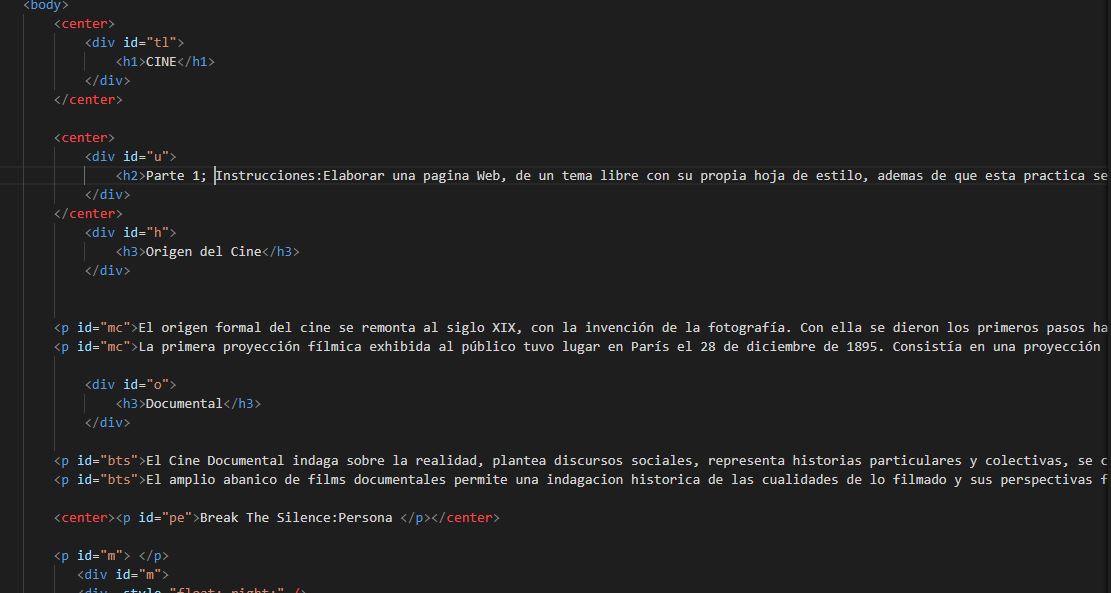 <body>
<center>
<div id="tl">
<h1>CINE</h1>
</div>
</center>
<center>
<div id="u">
<h2>Parte 1; Instrucciones:Elaborar una pagina Web, de un tema libre con su propia hoja de estilo, ademas de que esta practica se
</div>
</center>
<div id="h">
<h3>Origen del Cine</h3>
</div>
<p id="mc">El origen formal del cine se remonta al siglo XIX, con la invención de la fotografía. Con ella se dieron los primeros pasos ha
<p id="mc">La primera proyección fílmica exhibida al público tuvo lugar en París el 28 de diciembre de 1895. Consistía en una proyección
<div id="o">
<h3>Documental</h3>
</div>
<p id="bts">El Cine Documental indaga sobre la realidad, plantea discursos sociales, representa historias particulares y colectivas, se c
<p id="bts">El amplio abanico de films documentales permite una indagacion historica de las cualidades de lo filmado y sus perspectivas f
<center><p id="pe">Break The Silence:Persona </p></center>
<p id="m"> </p>
<div id="m">
<div style="float: right;" />